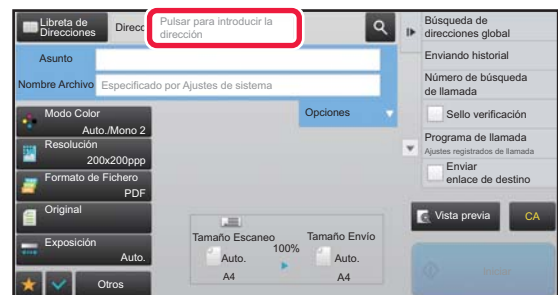 Libreta de
Direcciones
Direcc
Pulsar para introducir la
dirección
Asunto
Nombre Archivo
Especificado por Ajustes de sistema
Opciones
Modo Color
Auto./Mono 2
Resolución
200x200ppp
Formato de Fichero
PDF
Original
Exposición
Auto.
Otros
Tamaño Escaneo
100%
Tamaño Envío
Auto.
Auto.
A4
A4
Búsqueda de
direcciones global
Enviando historial
Número de búsqueda
de llamada
Sello verificación
Programa de llamada
Ajustes registrados de llamada
Enviar
enlace de destino
Vista previa
CA